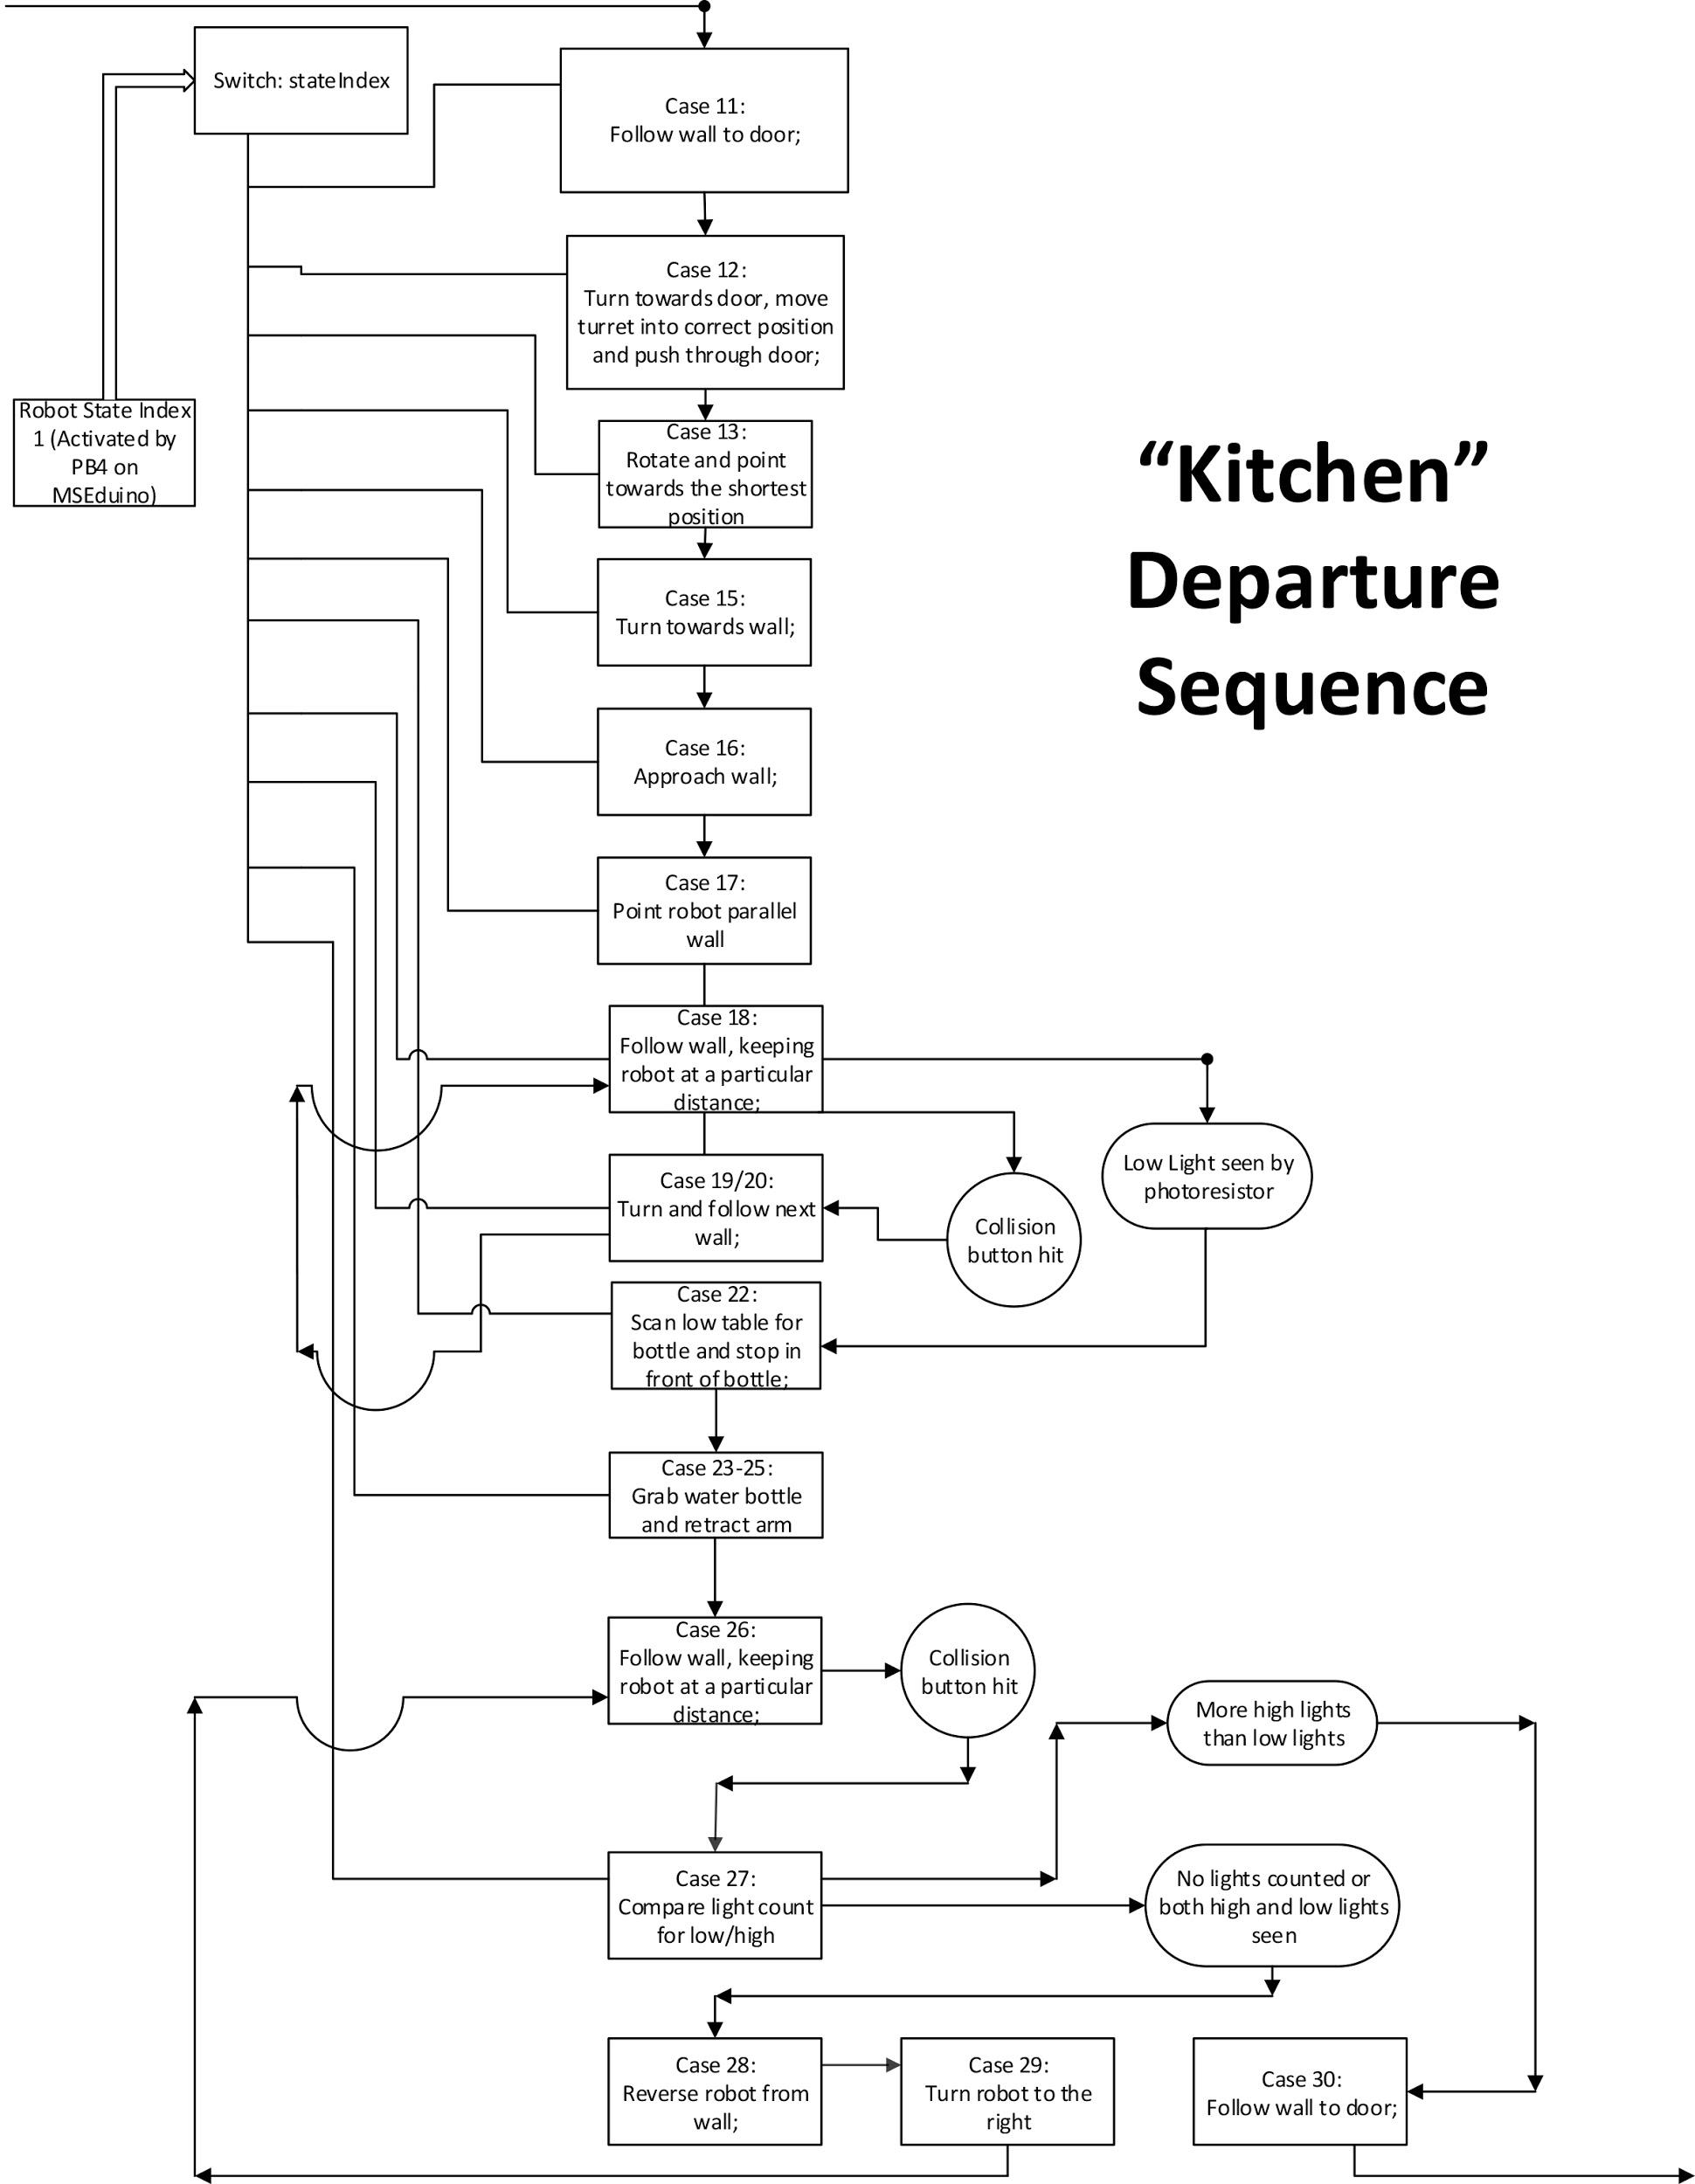 Switch: stateIndex
Case 11:
Follow wall to door;
Case 12:
Turn towards door, move
turret into correct position
and push through door;
Robot State Index
1 (Activated by
PB4 on
MSEduino)
Case 13:
Rotate and point
towards the shortest
position
“Kitchen”
Departure
Sequence
Case 15:
Turn towards wall;
Case 16:
Approach wall;
Case 17:
Point robot parallel
wall
Case 18:
Follow wall, keeping
robot at a particular
distance;
Low Light seen by
photoresistor
Case 19/20:
Turn and follow next
wall;
Collision
button hit
Case 22:
Scan low table for
bottle and stop in
front of bottle;
Case 23-25:
Grab water bottle
and retract arm
Case 26:
Follow wall, keeping
robot at a particular
distance;
Collision
button hit
More high lights
than low lights
Case 27:
Compare light count
for low/high
No lights counted or
both high and low lights
seen
Case 28:
Reverse robot from
wall;
Case 29:
Turn robot to the
right
Case 30:
Follow wall to door;